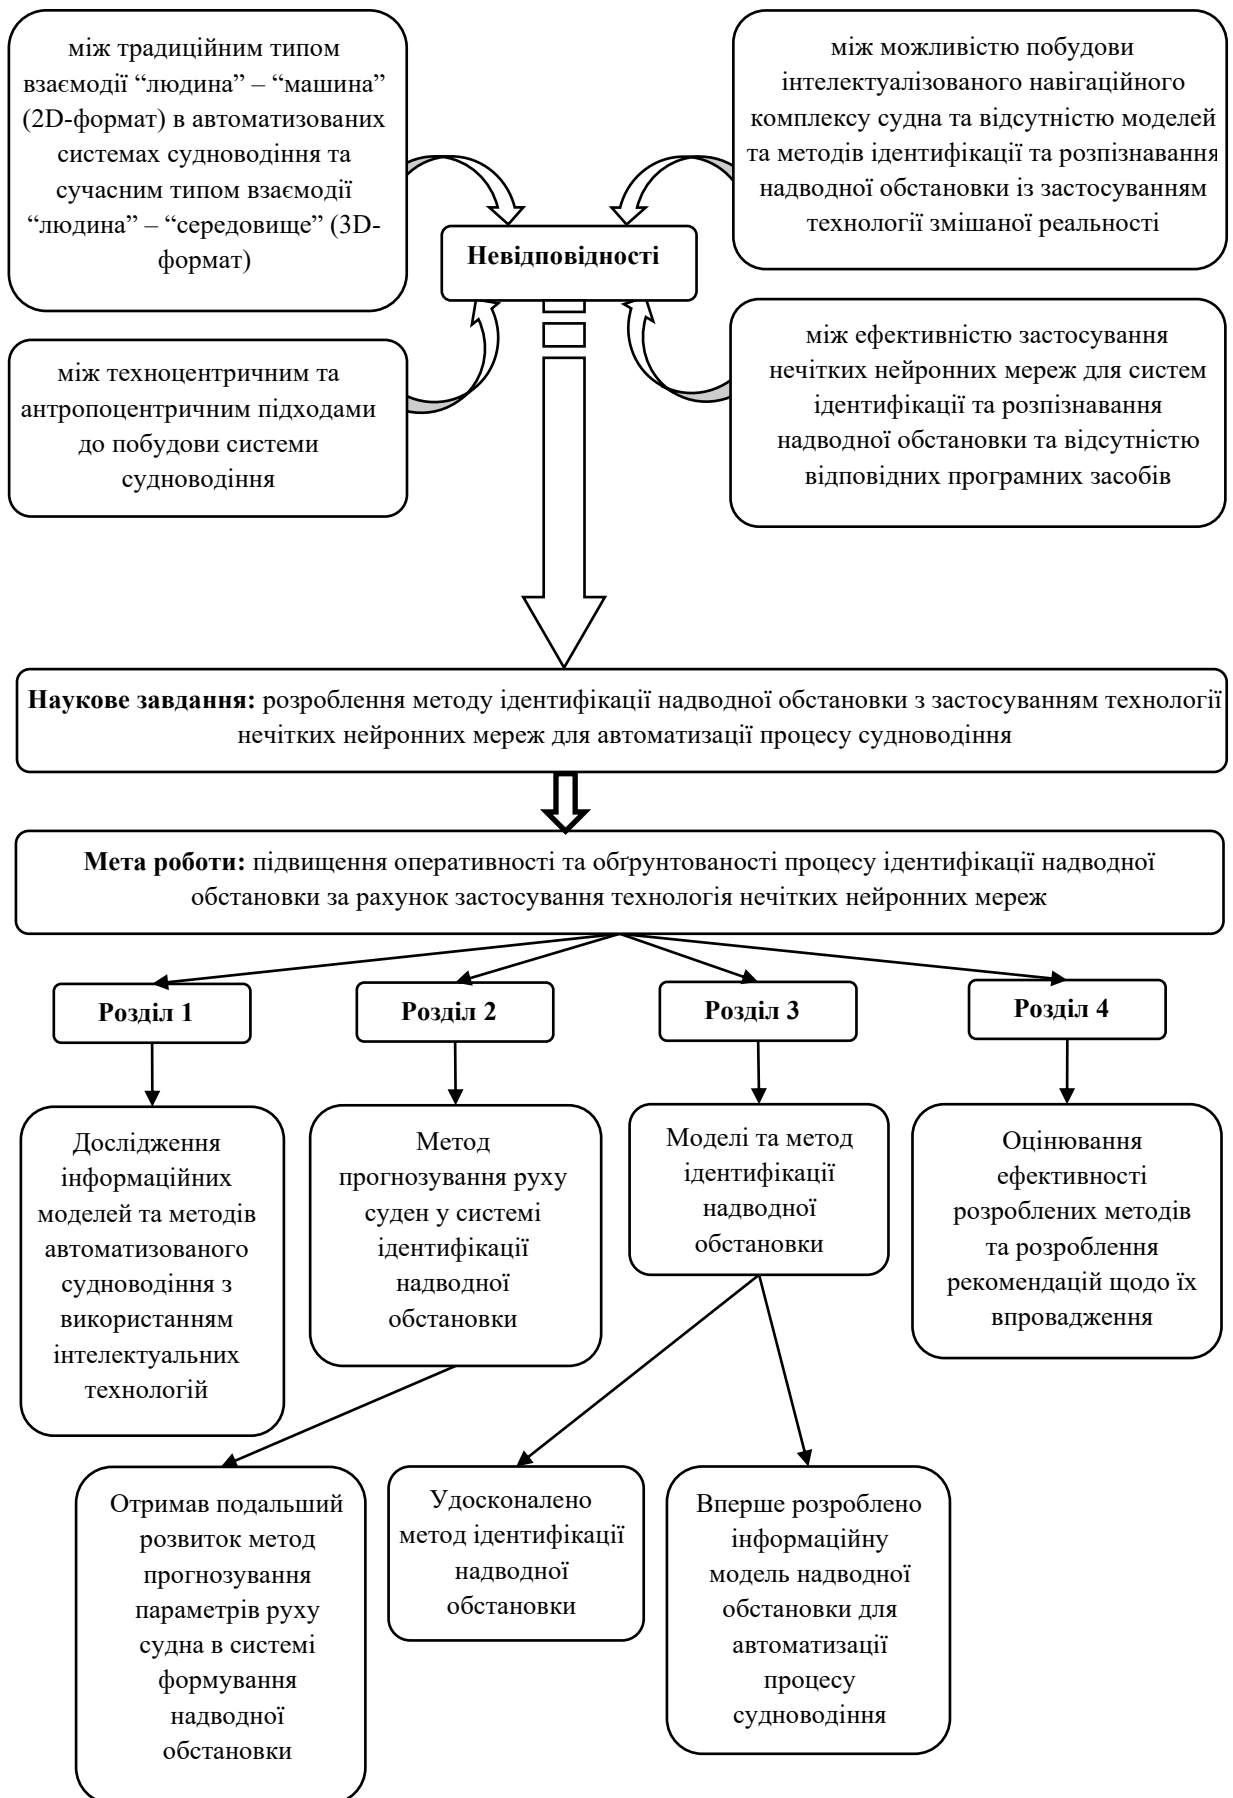 між традиційним типом
взаємодії “людина” – “машина”
(2D-формат) в автоматизованих
системах судноводіння та
сучасним типом взаємодії
“людина” – “середовище” (3D-
формат)
між можливістю побудови
інтелектуалізованого навігаційного
комплексу судна та відсутністю моделей
та методів ідентифікації та розпізнавання
надводної обстановки із застосуванням
технології змішаної реальності
Невідповідності
між техноцентричним та
антропоцентричним підходами
до побудови системи
судноводіння
між ефективністю застосування
нечітких нейронних мереж для систем
ідентифікації та розпізнавання
надводної обстановки та відсутністю
відповідних програмних засобів
Наукове завдання: розроблення методу ідентифікації надводної обстановки з застосуванням технології
нечітких нейронних мереж для автоматизації процесу судноводіння
Мета роботи: підвищення оперативності та обґрунтованості процесу ідентифікації надводної
обстановки за рахунок застосування технологія нечітких нейронних мереж
Розділ 1
Розділ 2
Розділ 3
Розділ 4
Дослідження
інформаційних
моделей та методів
автоматизованого
судноводіння з
використанням
інтелектуальних
технологій
Метод
прогнозування руху
суден у системі
ідентифікації
надводної
обстановки
Моделі та метод
ідентифікації
надводної
обстановки
Оцінювання
ефективності
розроблених методів
та розроблення
рекомендацій щодо їх
впровадження
Отримав подальший
розвиток метод
прогнозування
параметрів руху
судна в системі
формування
надводної
обстановки
Удосконалено
метод ідентифікації
надводної
обстановки
Вперше розроблено
інформаційну
модель надводної
обстановки для
автоматизації
процесу
судноводіння